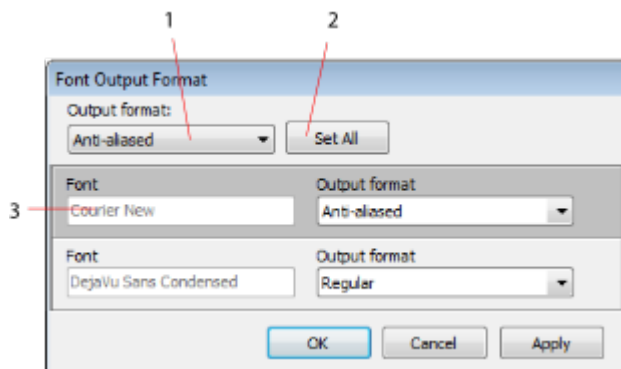 1 2
Font Output Format
Output format:
Anti-aliased Set All
Font Output format
3 Courier New Anti-aliased
Font Output format
DejaVu Sans Condensed Regular
OK Cancel Apply